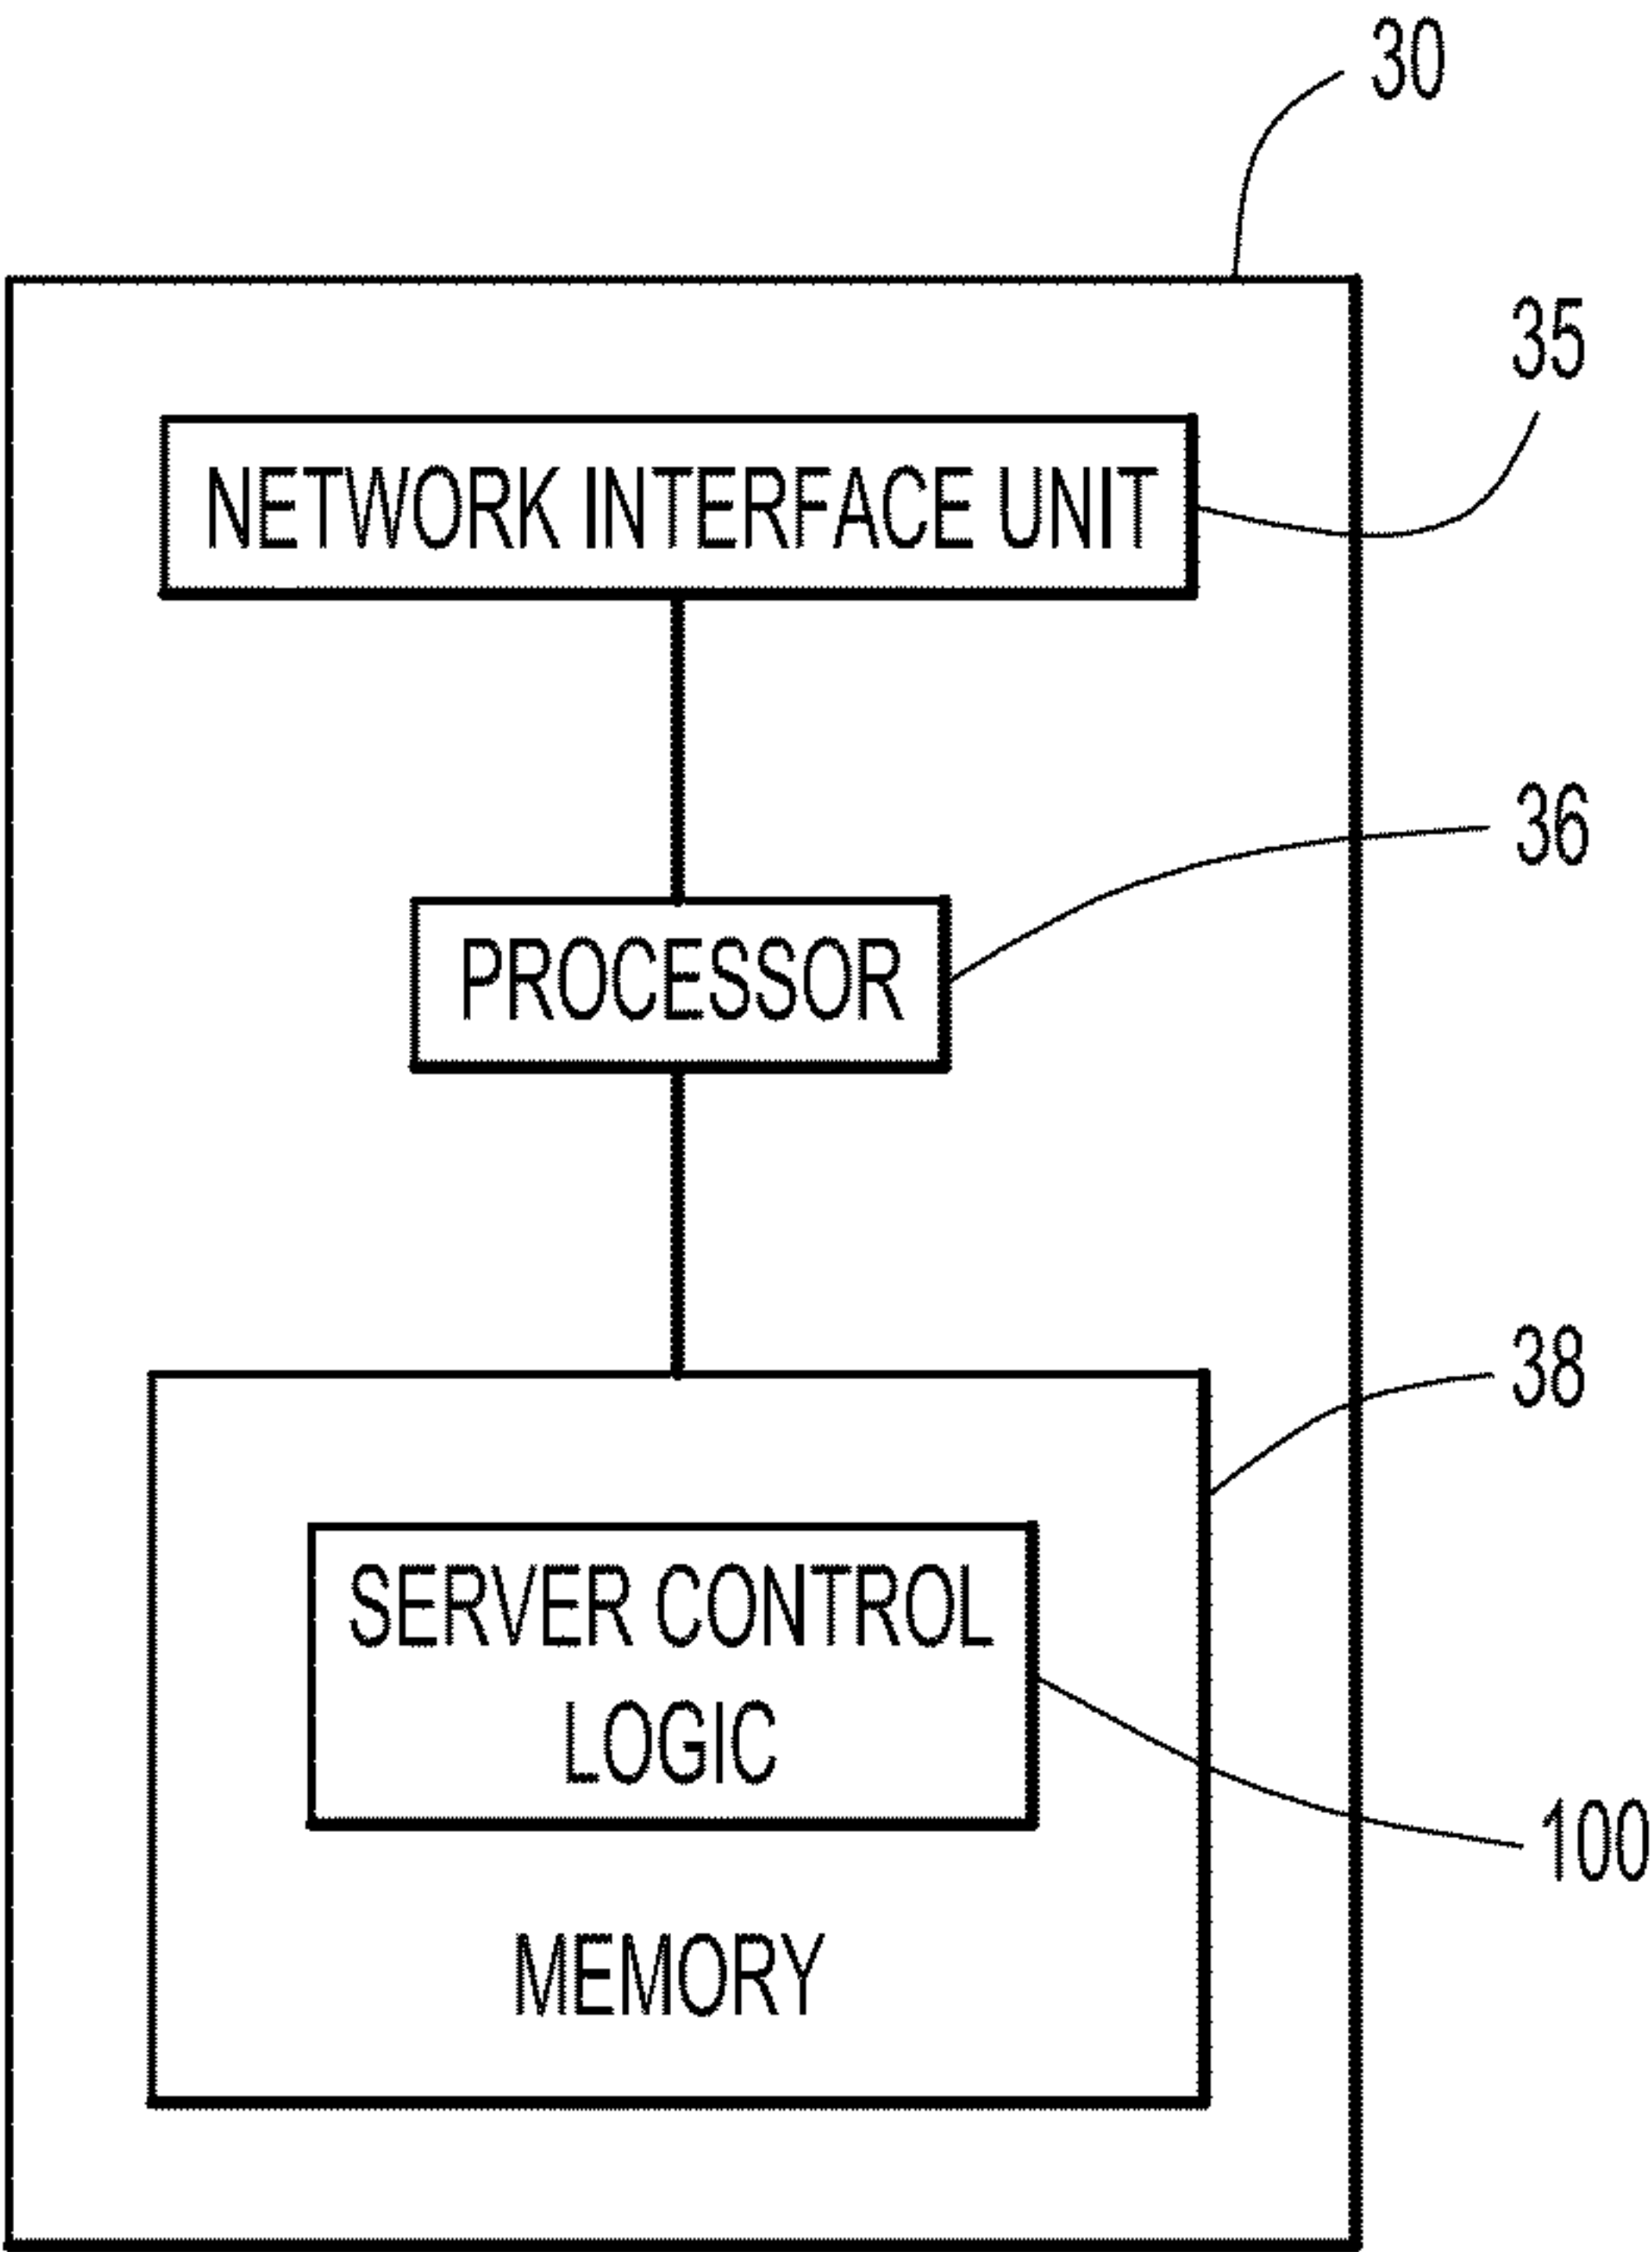 30
35
NETWORK INTERFACE UNIT
36
PROCESSOR
38
SERVER CONTROL
LOGIC
100
MEMORY